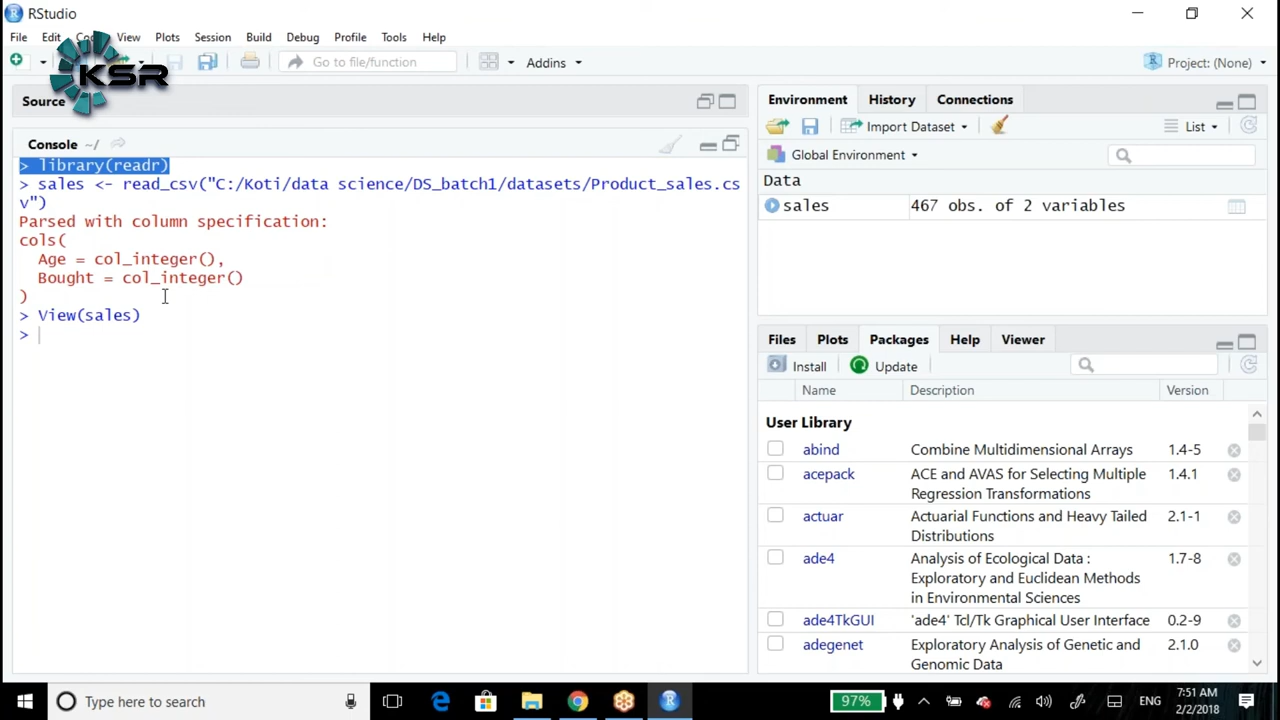 RStudio
File Edit Code View Plots Session Build Debug Profile Tools Help
KSR
Go to file/function
Addins
Project: (None)
Source
Console ~/
> library(readr)
> sales <- read_csv("C:/Koti/data science/DS_batch1/datasets/Product_sales.cs
v")
Parsed with column specification:
cols(
  Age = col_integer(),
  Bought = col_integer()
)
> View(sales)
>
Environment History Connections
Import Dataset
List
Global Environment
Data
sales 467 obs. of 2 variables
Files Plots Packages Help Viewer
Install Update
Name Description Version
User Library
abind Combine Multidimensional Arrays 1.4-5
acepack ACE and AVAS for Selecting Multiple 1.4.1
Regression Transformations
actuar Actuarial Functions and Heavy Tailed 2.1-1
Distributions
ade4 Analysis of Ecological Data : 1.7-8
Exploratory and Euclidean Methods
in Environmental Sciences
ade4TkGUI 'ade4' Tcl/Tk Graphical User Interface 0.2-9
adegenet Exploratory Analysis of Genetic and 2.1.0
Genomic Data
Type here to search
97%
ENG
7:51 AM
2/2/2018